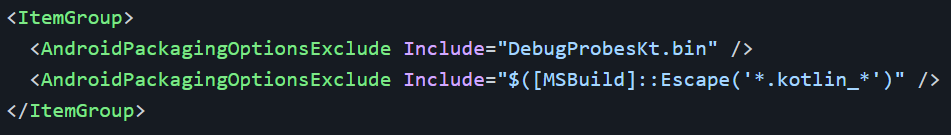 <ItemGroup>
  <AndroidPackagingOptionsExclude Include="DebugProbesKt.bin" />
  <AndroidPackagingOptionsExclude Include="$([MSBuild]::Escape('*.kotlin_*')" />
</ItemGroup>